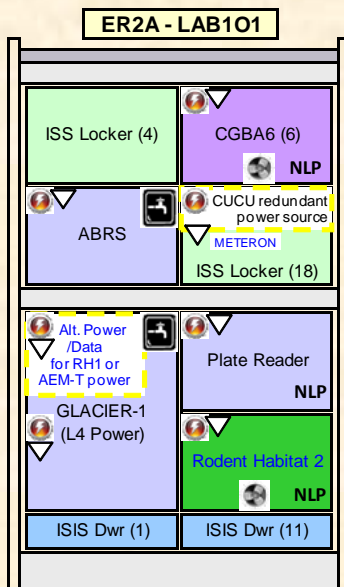 ER2A - LAB1O1
ISS Locker (4)
CGBA6 (6)
NLP
ABRS
CUCU redundant
power source
METERON
ISS Locker (18)
Alt. Power
/Data
for RH1 or
AEM-T power
GLACIER-1
(L4 Power)
Plate Reader
NLP
Rodent Habitat 2
NLP
ISIS Dwr (1)
ISIS Dwr (11)